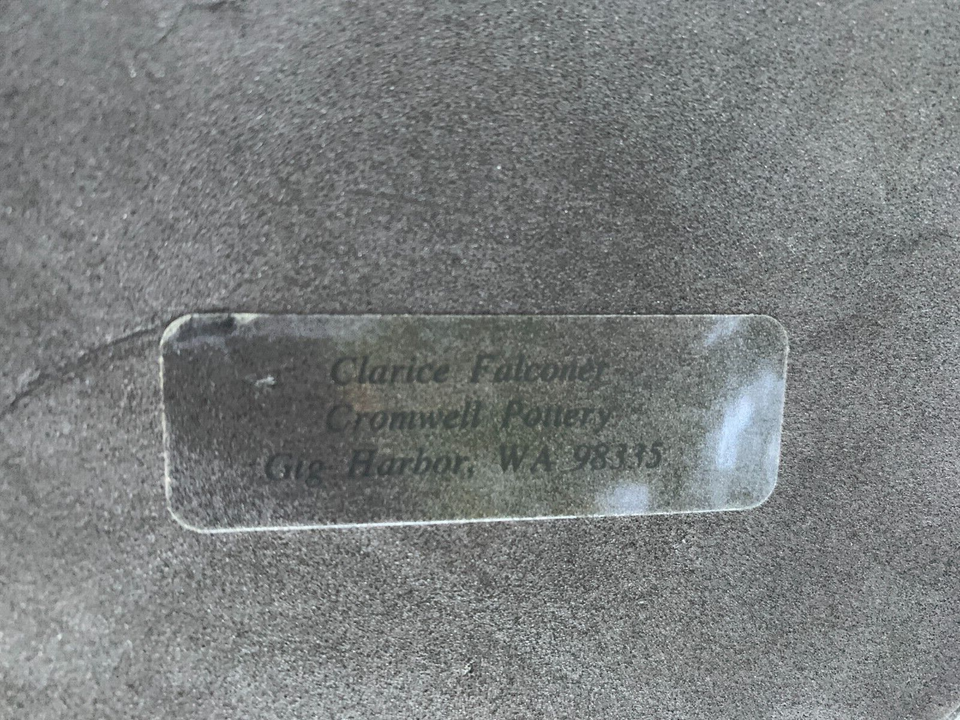 Clarice Falconer
Cromwell Pottery
Gig Harbor, WA 98335